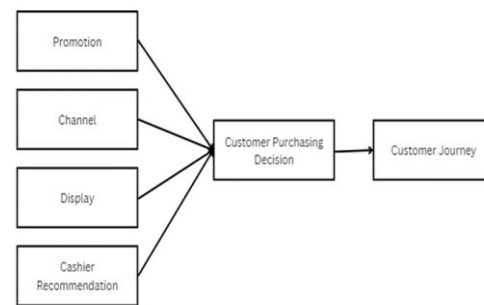 Promotion
Channel
Display
Cashier
Recommendation
Customer Purchasing
Decision
Customer Journey